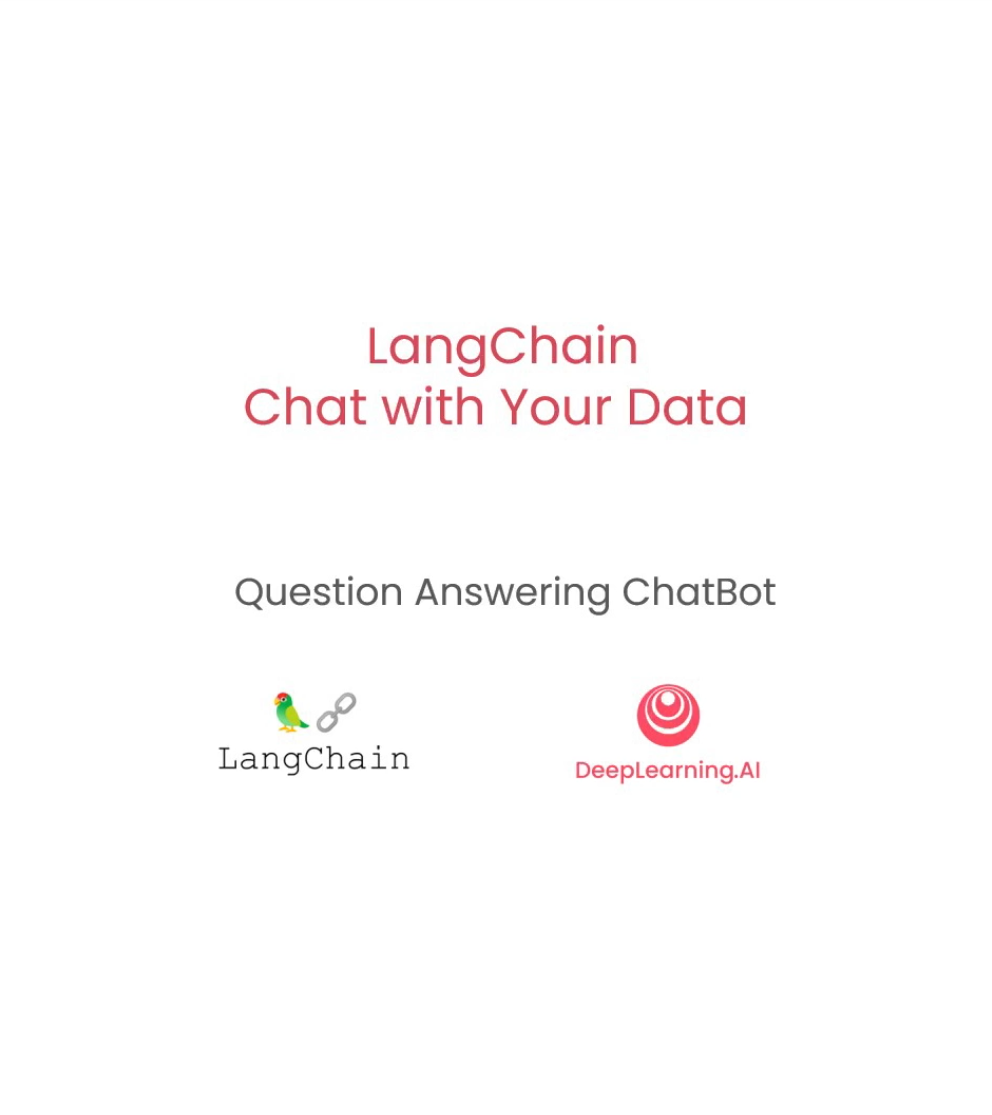 LangChain
Chat with Your Data
Question Answering ChatBot
LangChain
DeepLearning.AI